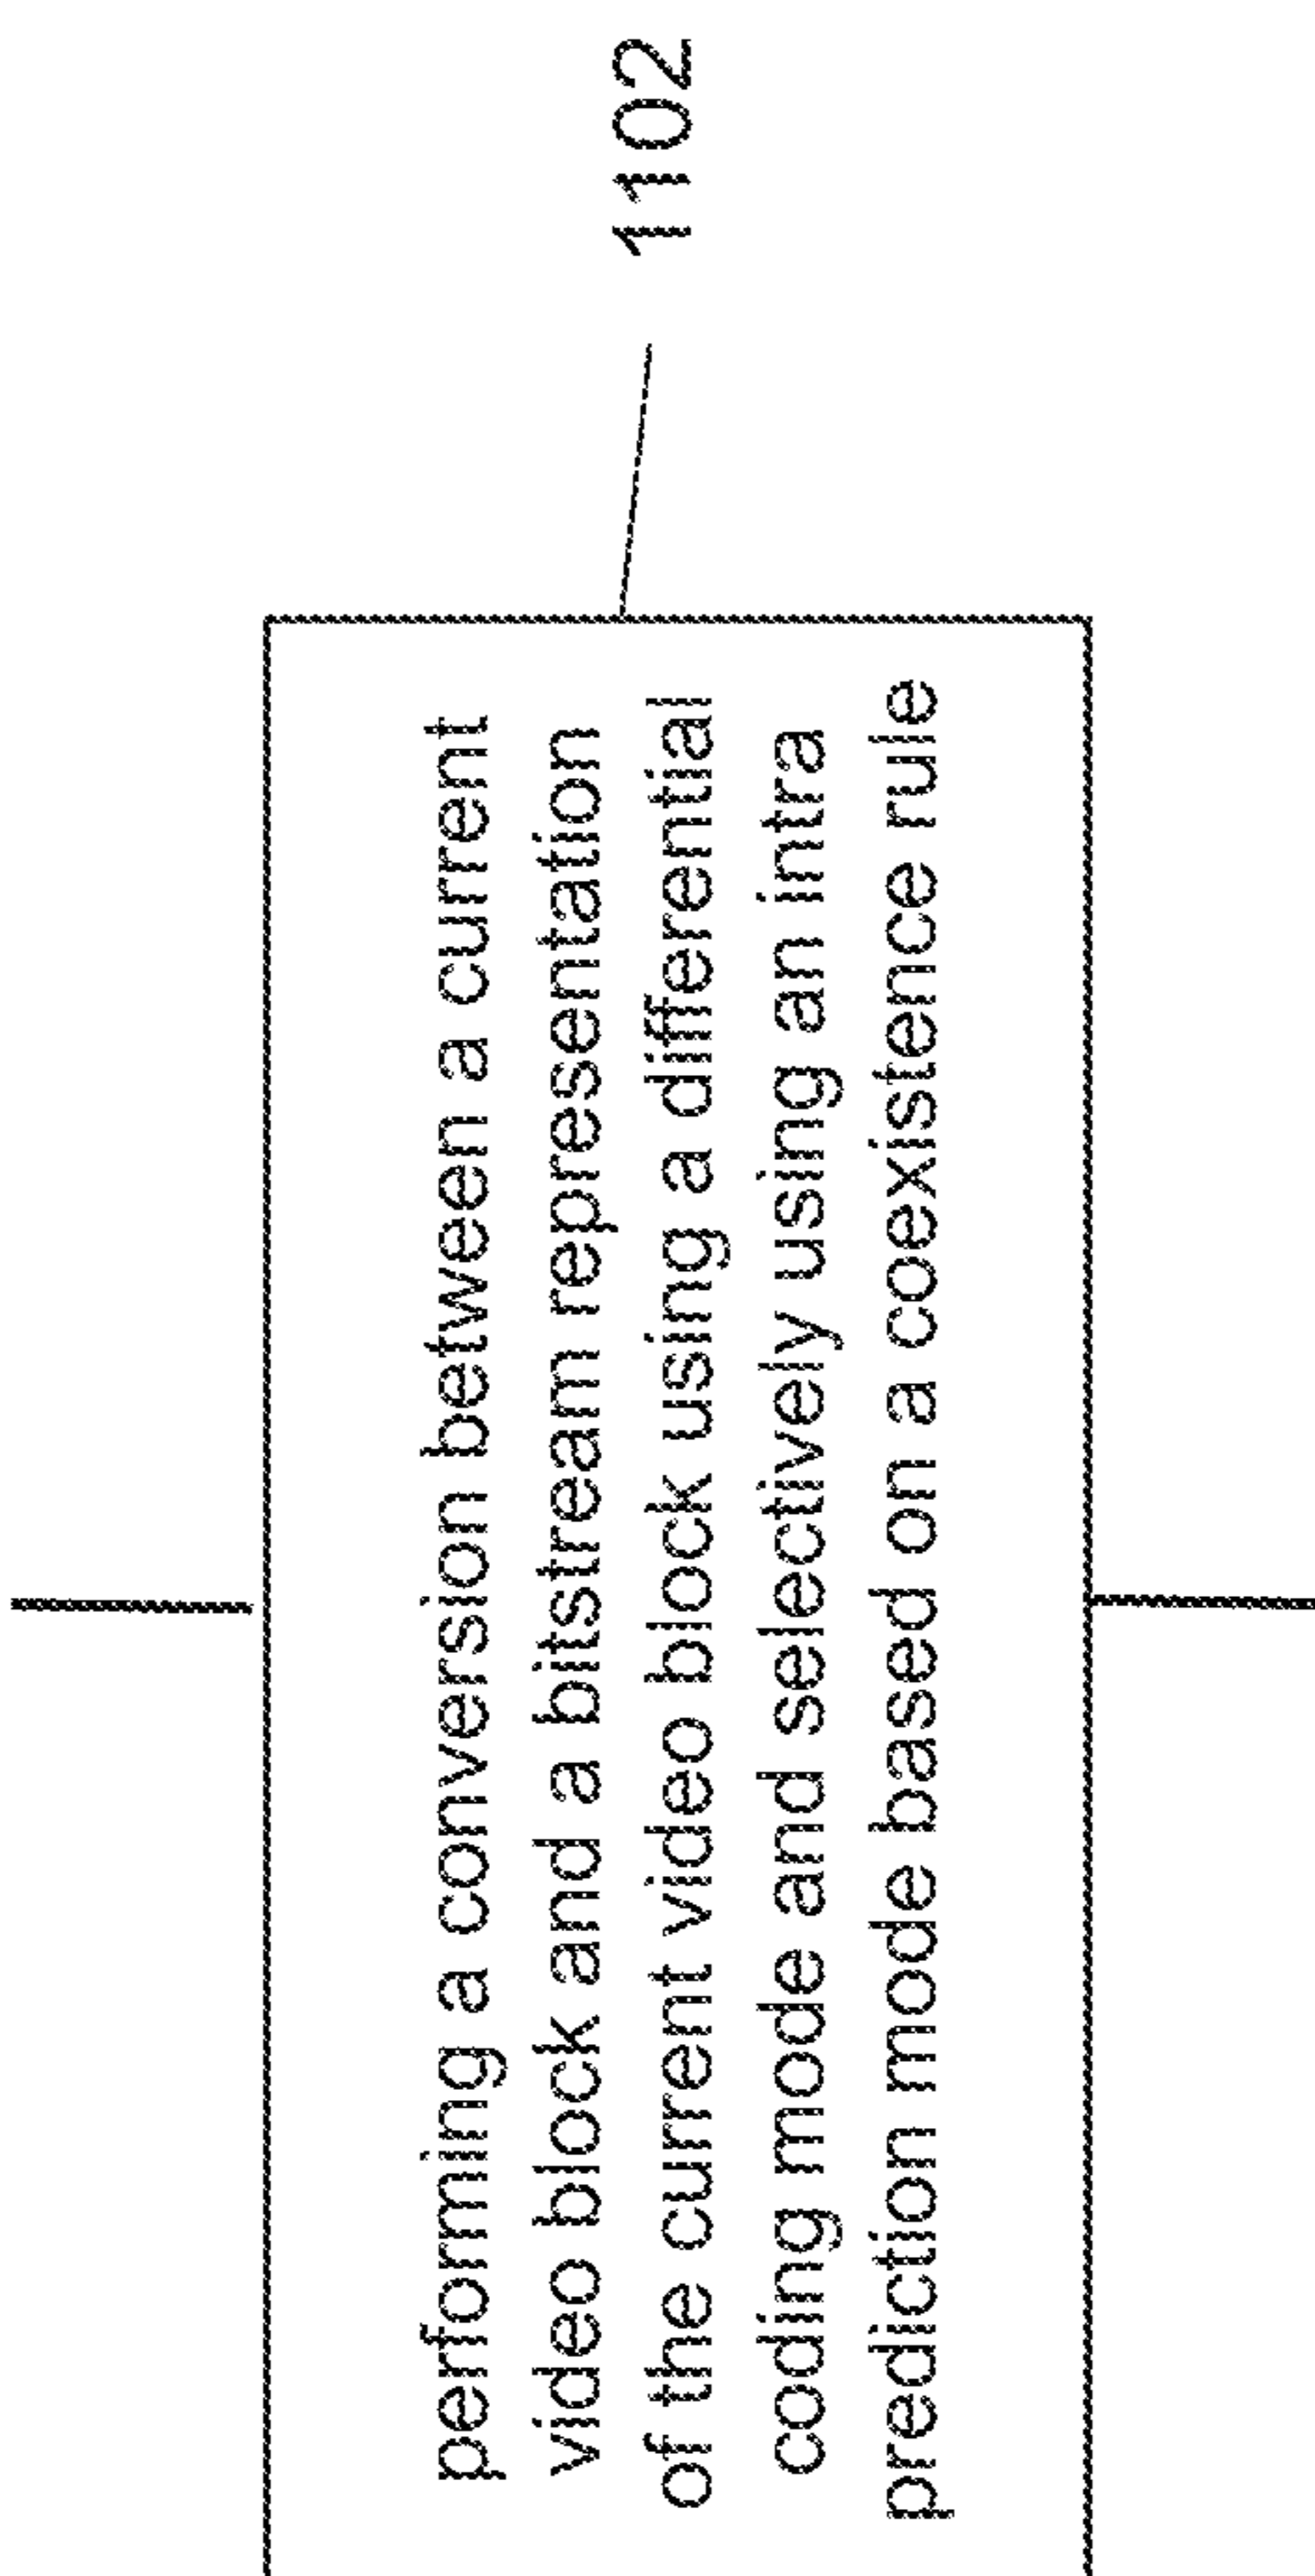 performing a conversion between a current
video block and a bitstream representation
of the current video block using a differential
coding mode and selectively using an intra
prediction mode based on a coexistence rule
1102